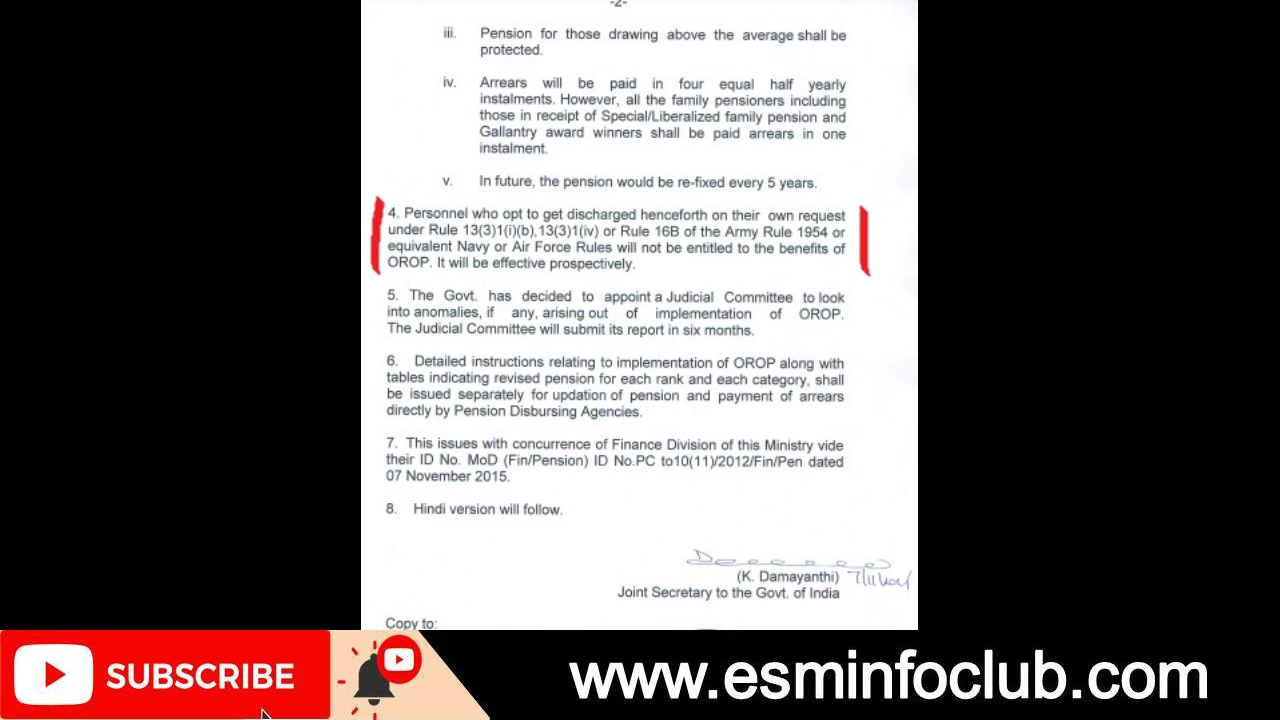 -2-
iii. Pension for those drawing above the average shall be
protected.
iv. Arrears will be paid in four equal half yearly
instalments. However, all the family pensioners including
those in receipt of Special/Liberalized family pension and
Gallantry award winners shall be paid arrears in one
instalment.
v. In future, the pension would be re-fixed every 5 years.
4. Personnel who opt to get discharged henceforth on their own request
under Rule 13(3)1(i)(b),13(3)1(iv) or Rule 16B of the Army Rule 1954 or
equivalent Navy or Air Force Rules will not be entitled to the benefits of
OROP. It will be effective prospectively.
5. The Govt. has decided to appoint a Judicial Committee to look
into anomalies, if any, arising out of implementation of OROP.
The Judicial Committee will submit its report in six months.
6. Detailed instructions relating to implementation of OROP along with
tables indicating revised pension for each rank and each category, shall
be issued separately for updation of pension and payment of arrears
directly by Pension Disbursing Agencies.
7. This issues with concurrence of Finance Division of this Ministry vide
their ID No. MoD (Fin/Pension) ID No.PC to10(11)/2012/Fin/Pen dated
07 November 2015.
8. Hindi version will follow.
(K. Damayanthi)
Joint Secretary to the Govt. of India
Copy to:
SUBSCRIBE
www.esminfoclub.com